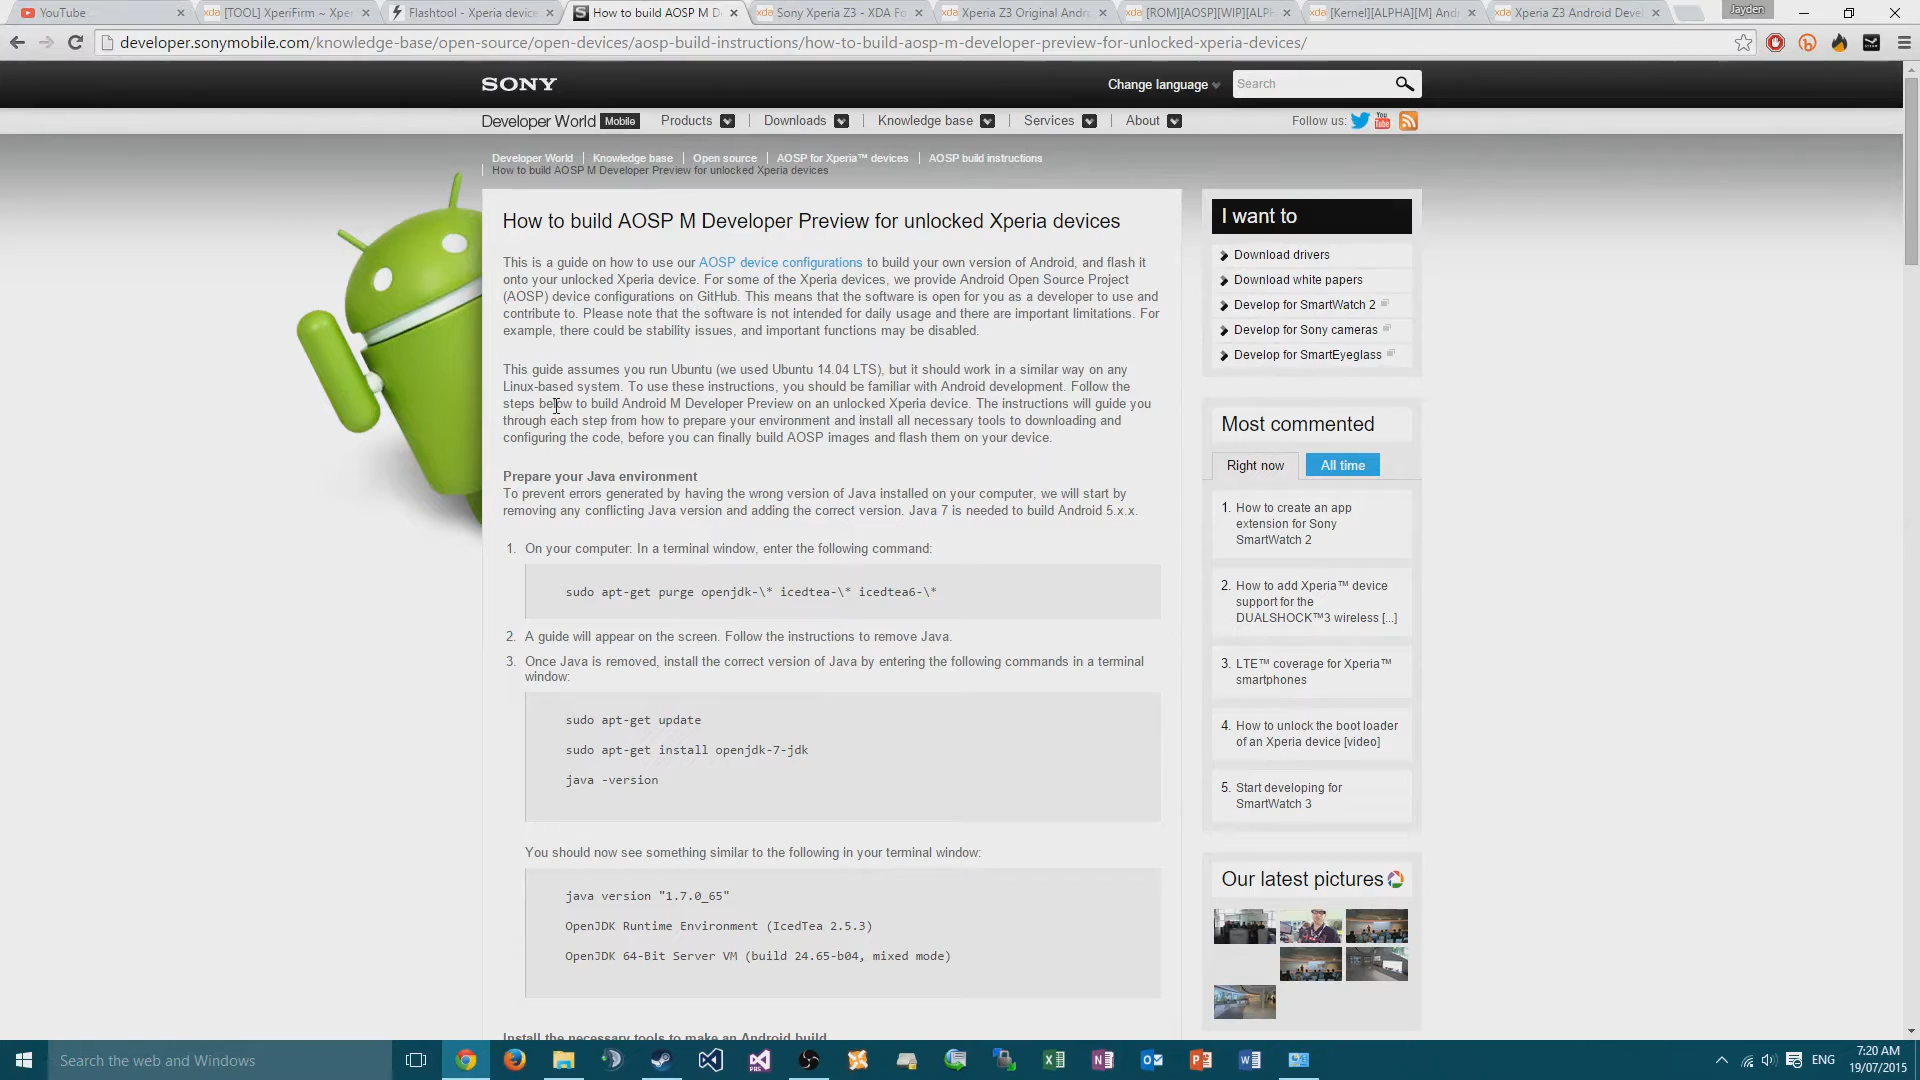 YouTube
[TOOL] XperiFirm ~ Xpe
Flashtool - Xperia device
How to build AOSP M D
Sony Xperia Z3 - XDA Fo
Xperia Z3 Original Andr
[ROM][AOSP][WIP][ALPH
[Kernel][ALPHA][M] And
Xperia Z3 Android Deve
Jayden
developer.sonymobile.com/knowledge-base/open-source/open-devices/aosp-build-instructions/how-to-build-aosp-m-developer-preview-for-unlocked-xperia-devices/
SONY
Change language
Search
Developer World Mobile
Products
Downloads
Knowledge base
Services
About
Follow us:
You Tube
Developer World
Knowledge base
Open source
AOSP for Xperia™ devices
AOSP build instructions
How to build AOSP M Developer Preview for unlocked Xperia devices
How to build AOSP M Developer Preview for unlocked Xperia devices
This is a guide on how to use our AOSP device configurations to build your own version of Android, and flash it
onto your unlocked Xperia device. For some of the Xperia devices, we provide Android Open Source Project
(AOSP) device configurations on GitHub. This means that the software is open for you as a developer to use and
contribute to. Please note that the software is not intended for daily usage and there are important limitations. For
example, there could be stability issues, and important functions may be disabled.
This guide assumes you run Ubuntu (we used Ubuntu 14.04 LTS), but it should work in a similar way on any
Linux-based system. To use these instructions, you should be familiar with Android development. Follow the
steps below to build Android M Developer Preview on an unlocked Xperia device. The instructions will guide you
through each step from how to prepare your environment and install all necessary tools to downloading and
configuring the code, before you can finally build AOSP images and flash them on your device.
Prepare your Java environment
To prevent errors generated by having the wrong version of Java installed on your computer, we will start by
removing any conflicting Java version and adding the correct version. Java 7 is needed to build Android 5.x.x.
1. On your computer: In a terminal window, enter the following command:
sudo apt-get purge openjdk-\* icedtea-\* icedtea6-\*
2. A guide will appear on the screen. Follow the instructions to remove Java.
3. Once Java is removed, install the correct version of Java by entering the following commands in a terminal
window:
sudo apt-get update
sudo apt-get install openjdk-7-jdk
java -version
You should now see something similar to the following in your terminal window:
java version "1.7.0_65"
OpenJDK Runtime Environment (IcedTea 2.5.3)
OpenJDK 64-Bit Server VM (build 24.65-b04, mixed mode)
Install the necessary tools to make an Android build
I want to
Download drivers
Download white papers
Develop for SmartWatch 2
Develop for Sony cameras
Develop for SmartEyeglass
Most commented
Right now
All time
1. How to create an app
extension for Sony
SmartWatch 2
2. How to add Xperia™ device
support for the
DUALSHOCK™3 wireless [...]
3. LTE™ coverage for Xperia™
smartphones
4. How to unlock the boot loader
of an Xperia device [video]
5. Start developing for
SmartWatch 3
Our latest pictures
Search the web and Windows
ENG
7:20 AM
19/07/2015